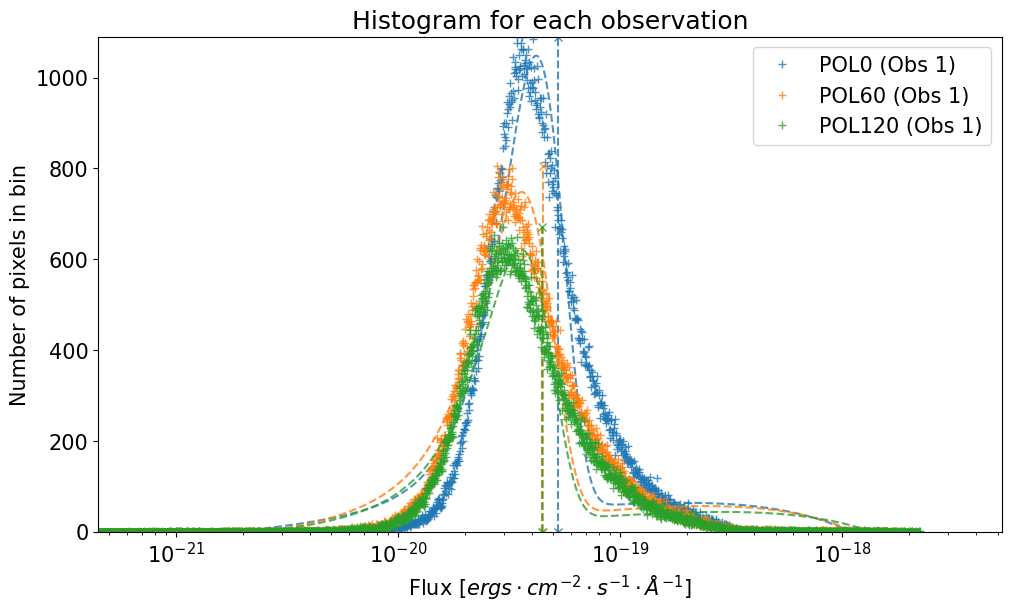 Histogram for each observation
POL0 (Obs 1)
POL60 (Obs 1)
POL120 (Obs 1)
Number of pixels in bin
1000
800
600
400
200
0
10⁻²¹ 10⁻²⁰ 10⁻¹⁹ 10⁻¹⁸
Flux [ergs · cm⁻² · s⁻¹ · Å⁻¹]